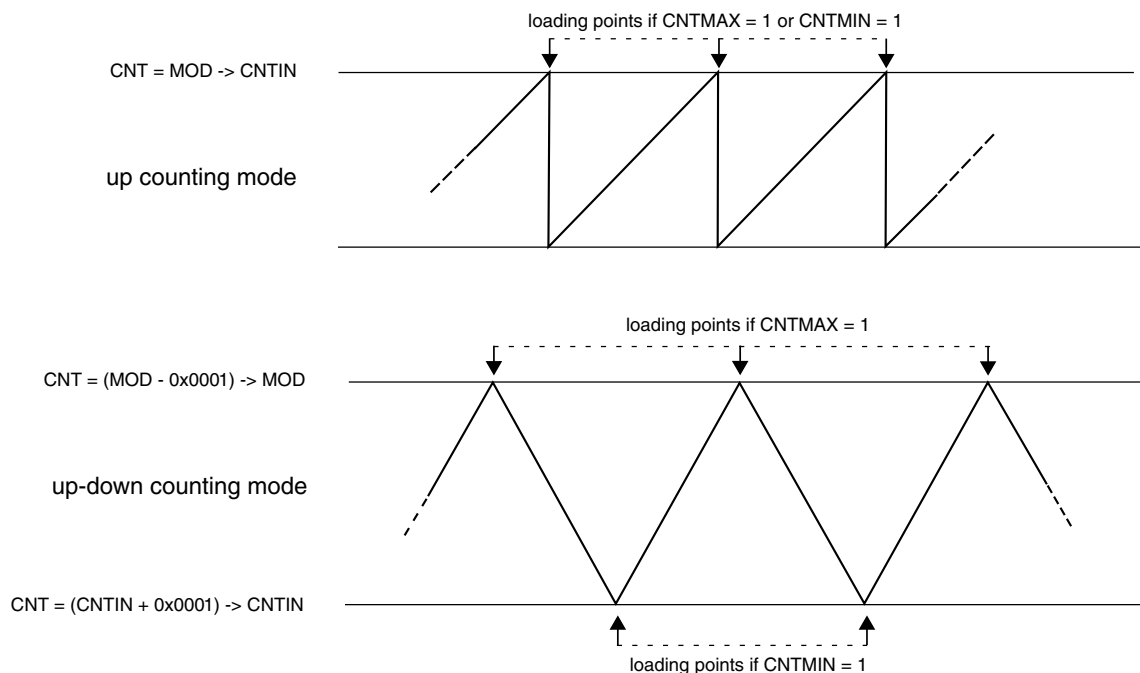 loading points if CNTMAX = 1 or CNTMIN = 1
CNT = MOD -> CNTIN
up counting mode
loading points if CNTMAX = 1
CNT = (MOD - 0x0001) -> MOD
up-down counting mode
CNT = (CNTIN + 0x0001) -> CNTIN
loading points if CNTMIN = 1